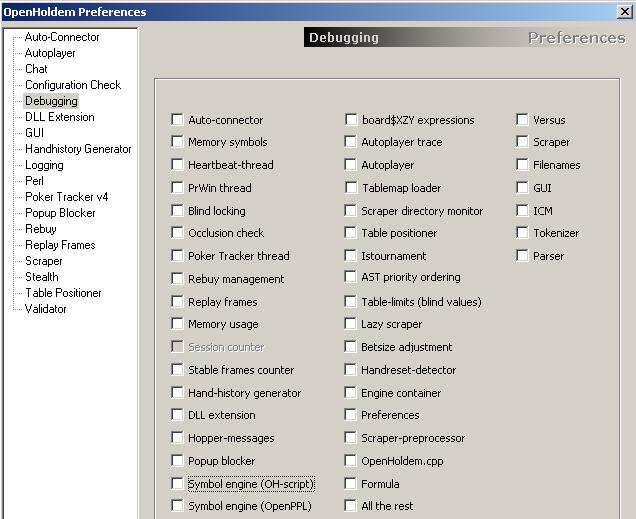 OpenHoldem Preferences
Auto-Connector
Autoplayer
Chat
Configuration Check
Debugging
DLL Extension
GUI
Handhistory Generator
Logging
Perl
Poker Tracker v4
Popup Blocker
Rebuy
Replay Frames
Scraper
Stealth
Table Positioner
Validator
Debugging Preferences
Auto-connector
Memory symbols
Heartbeat-thread
PrWin thread
Blind locking
Occlusion check
Poker Tracker thread
Rebuy management
Replay frames
Memory usage
Session counter
Stable frames counter
Hand-history generator
DLL extension
Hopper-messages
Popup blocker
Symbol engine (OH-script)
Symbol engine (OpenPPL)
board$XZY expressions
Autoplayer trace
Autoplayer
Tablemap loader
Scraper directory monitor
Table positioner
Istournament
AST priority ordering
Table-limits (blind values)
Lazy scraper
Betsize adjustment
Handreset-detector
Engine container
Preferences
Scraper-preprocessor
OpenHoldem.cpp
Formula
All the rest
Versus
Scraper
Filenames
GUI
ICM
Tokenizer
Parser